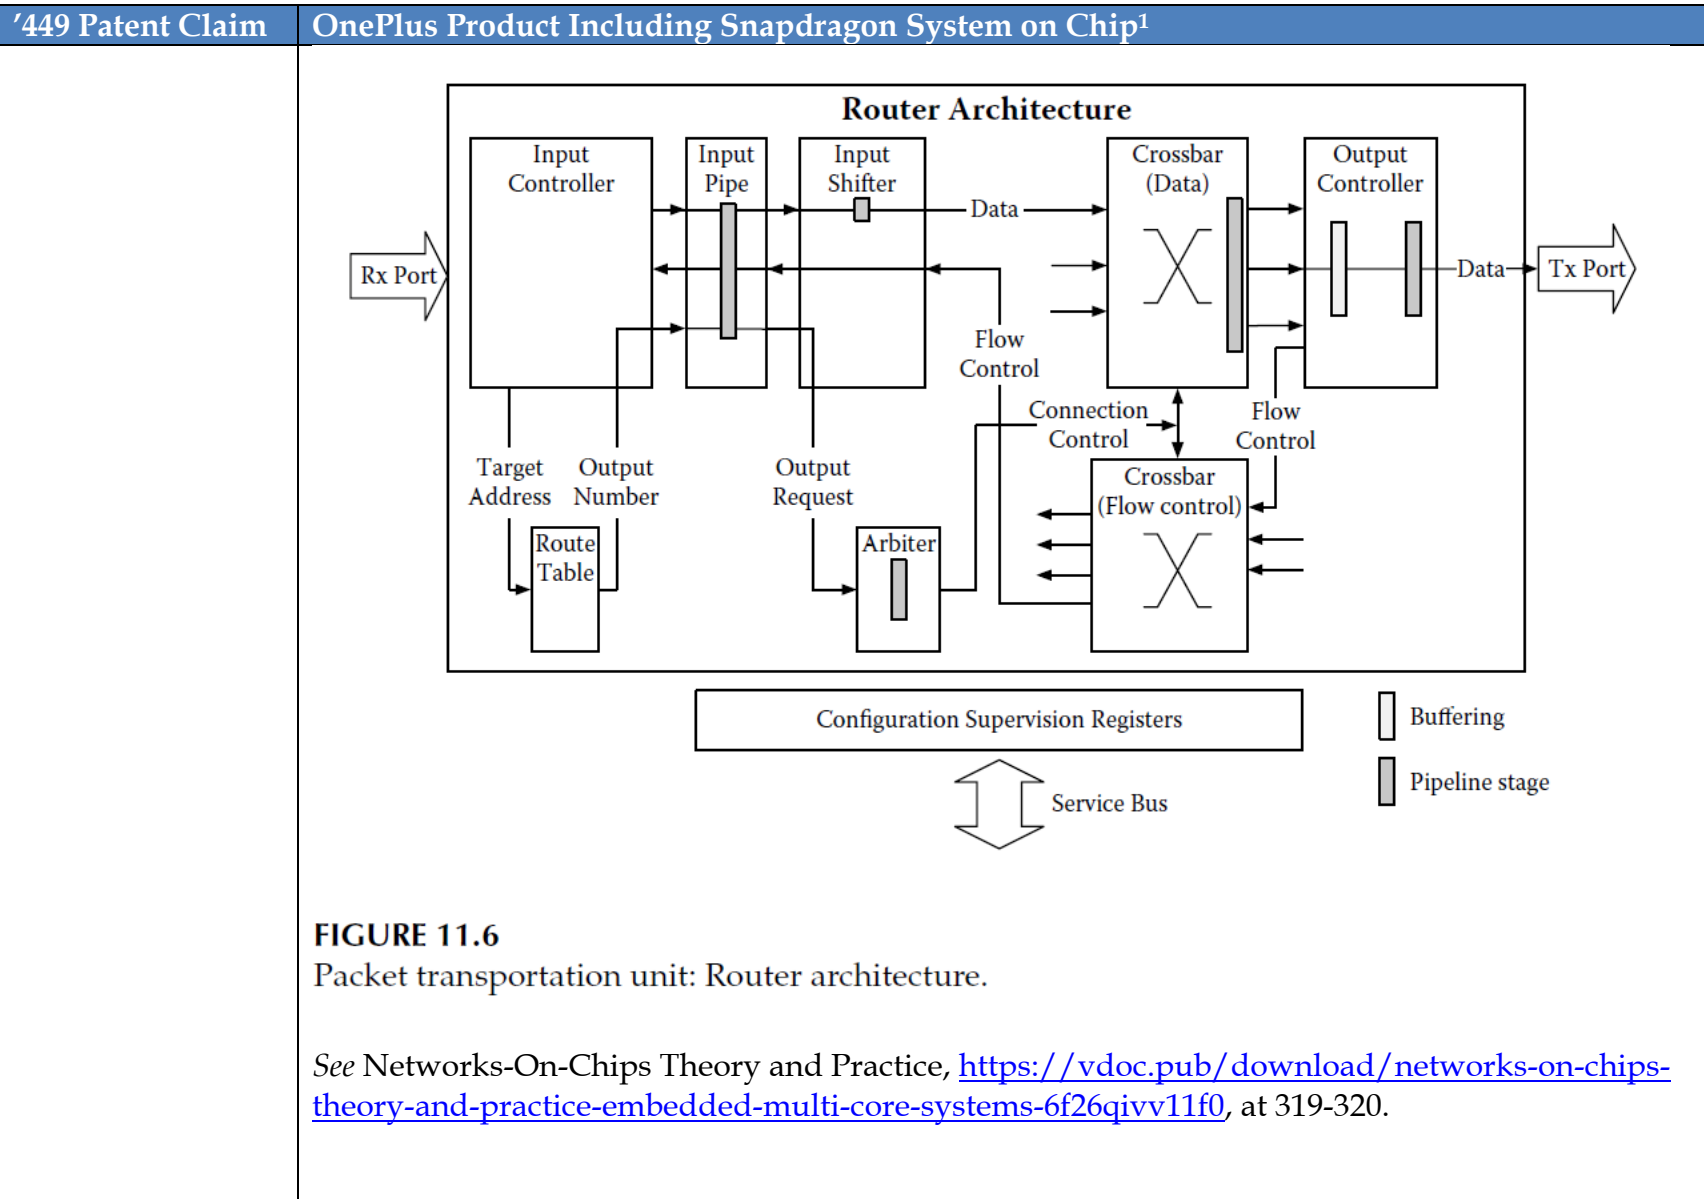 ’449 Patent Claim
OnePlus Product Including Snapdragon System on Chip1
Router Architecture
Input
Controller
Input
Pipe
Input
Shifter
Crossbar
(Data)
Output
Controller
Data
Rx Port
Data
Tx Port
Flow
Control
Connection
Control
Flow
Control
Target
Address
Output
Number
Output
Request
Crossbar
(Flow control)
Route
Table
Arbiter
Configuration Supervision Registers
Buffering
Pipeline stage
Service Bus
FIGURE 11.6
Packet transportation unit: Router architecture.
See Networks-On-Chips Theory and Practice, https://vdoc.pub/download/networks-on-chips-
theory-and-practice-embedded-multi-core-systems-6f26qivv11f0, at 319-320.